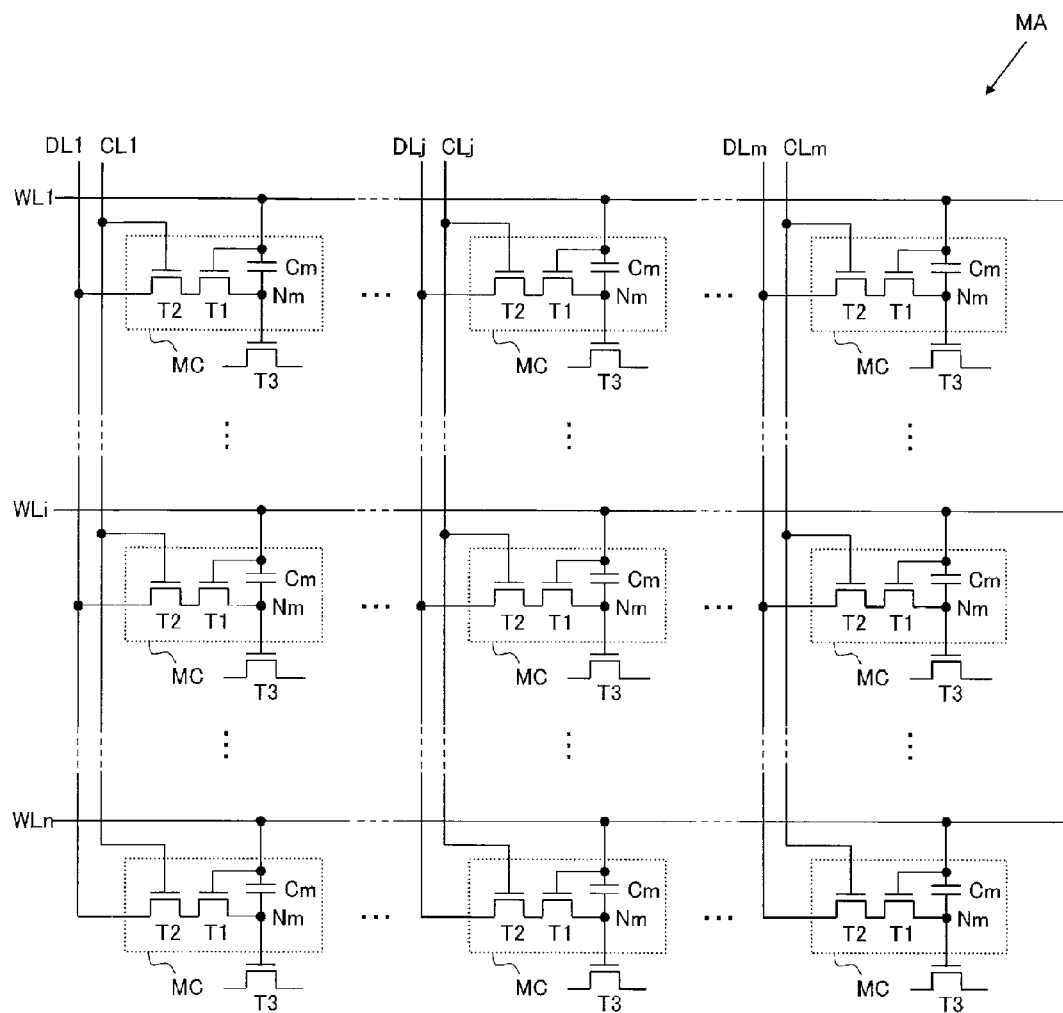 MA
DL1 CL1 DLj CLj DLm CLm
WL1
Cm Cm Cm
Nm ... Nm ... Nm
T2 T1 T2 T1 T2 T1
MC MC MC
T3 T3 T3
WLi
Cm Cm Cm
Nm ... Nm ... Nm
T2 T1 T2 T1 T2 T1
MC MC MC
T3 T3 T3
WLn
Cm Cm Cm
Nm ... Nm ... Nm
T2 T1 T2 T1 T2 T1
MC MC MC
T3 T3 T3